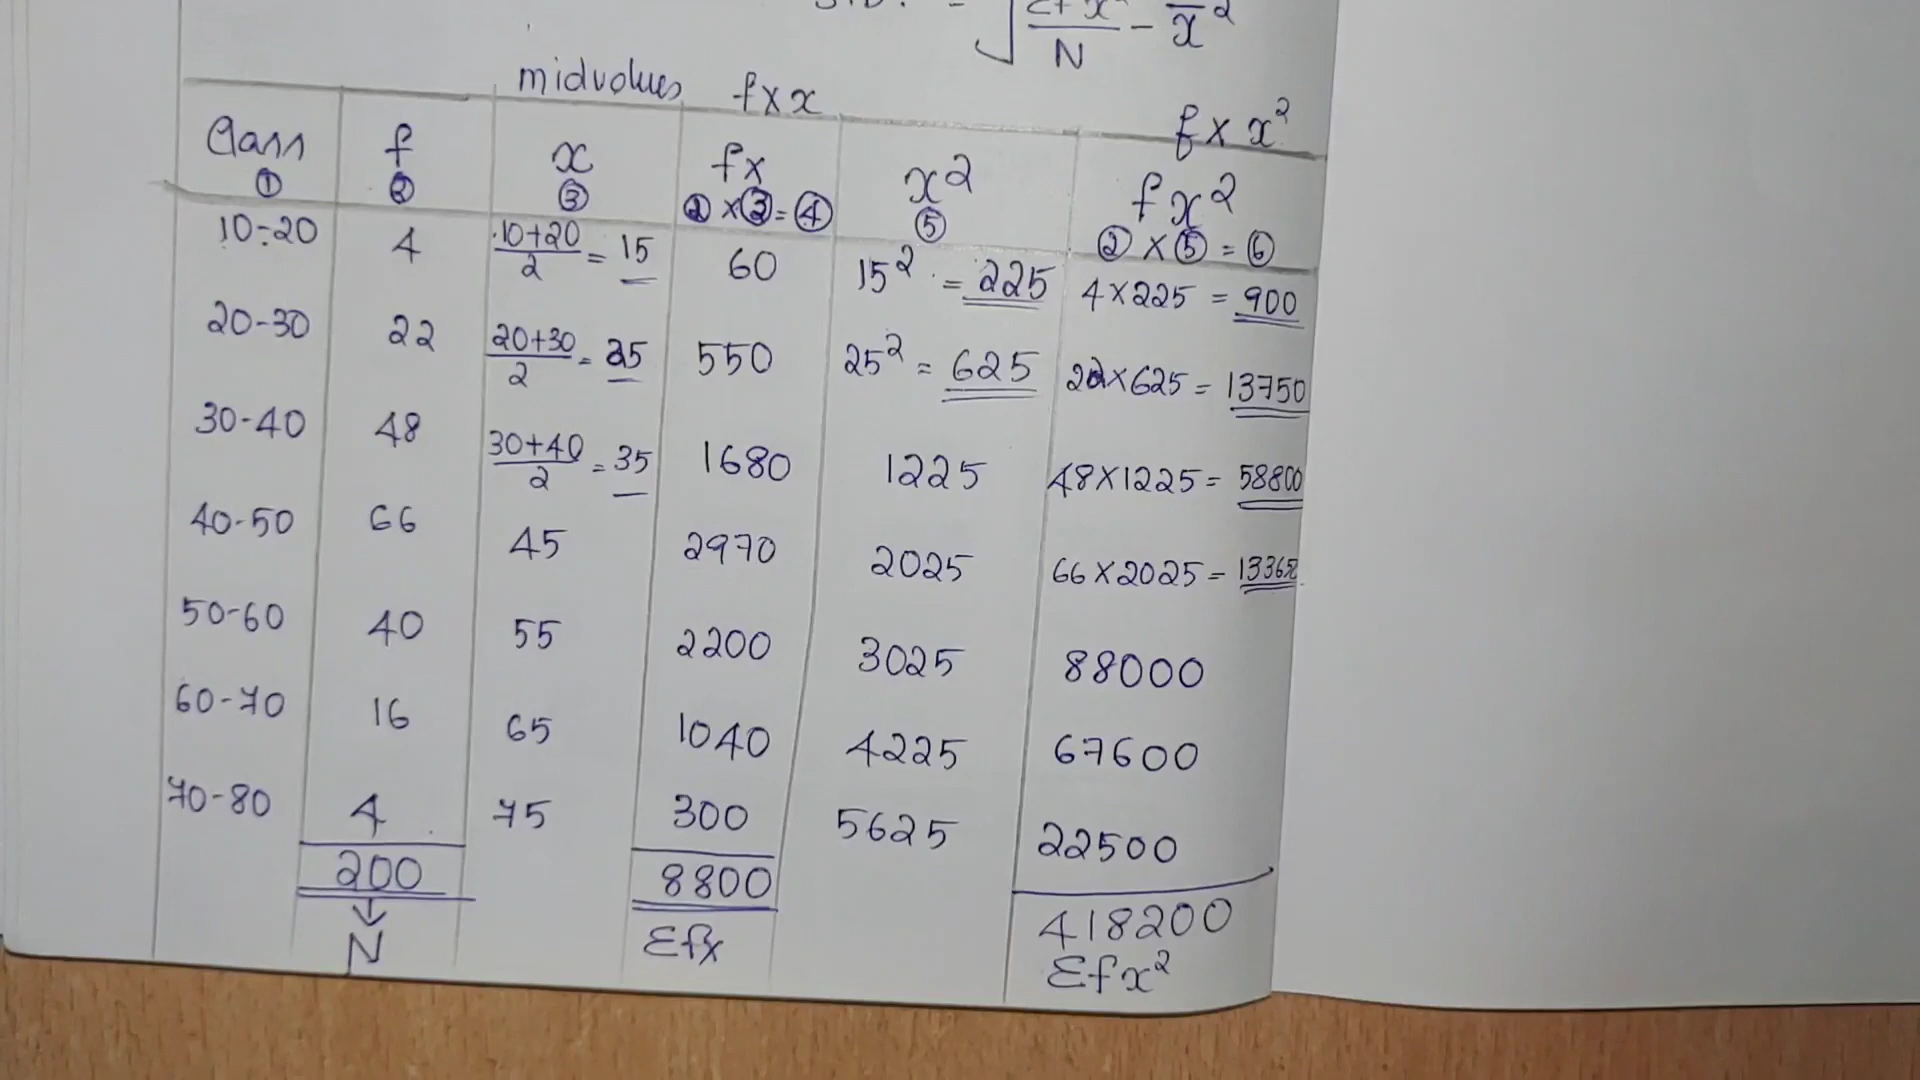 Σfx²/N - x̄²
midvalues f×x f×x²
Class f x fx x² fx²
① ② ③ ②×③=④ ⑤ ②×⑤=⑥
10-20 4 10+20/2 = 15 60 15² = 225 4×225 = 900
20-30 22 20+30/2 = 25 550 25² = 625 22×625 = 13750
30-40 48 30+40/2 = 35 1680 1225 48×1225 = 58800
40-50 66 45 2970 2025 66×2025 = 133650
50-60 40 55 2200 3025 88000
60-70 16 65 1040 4225 67600
70-80 4 75 300 5625 22500
200 8800 418200
N Σfx Σfx²